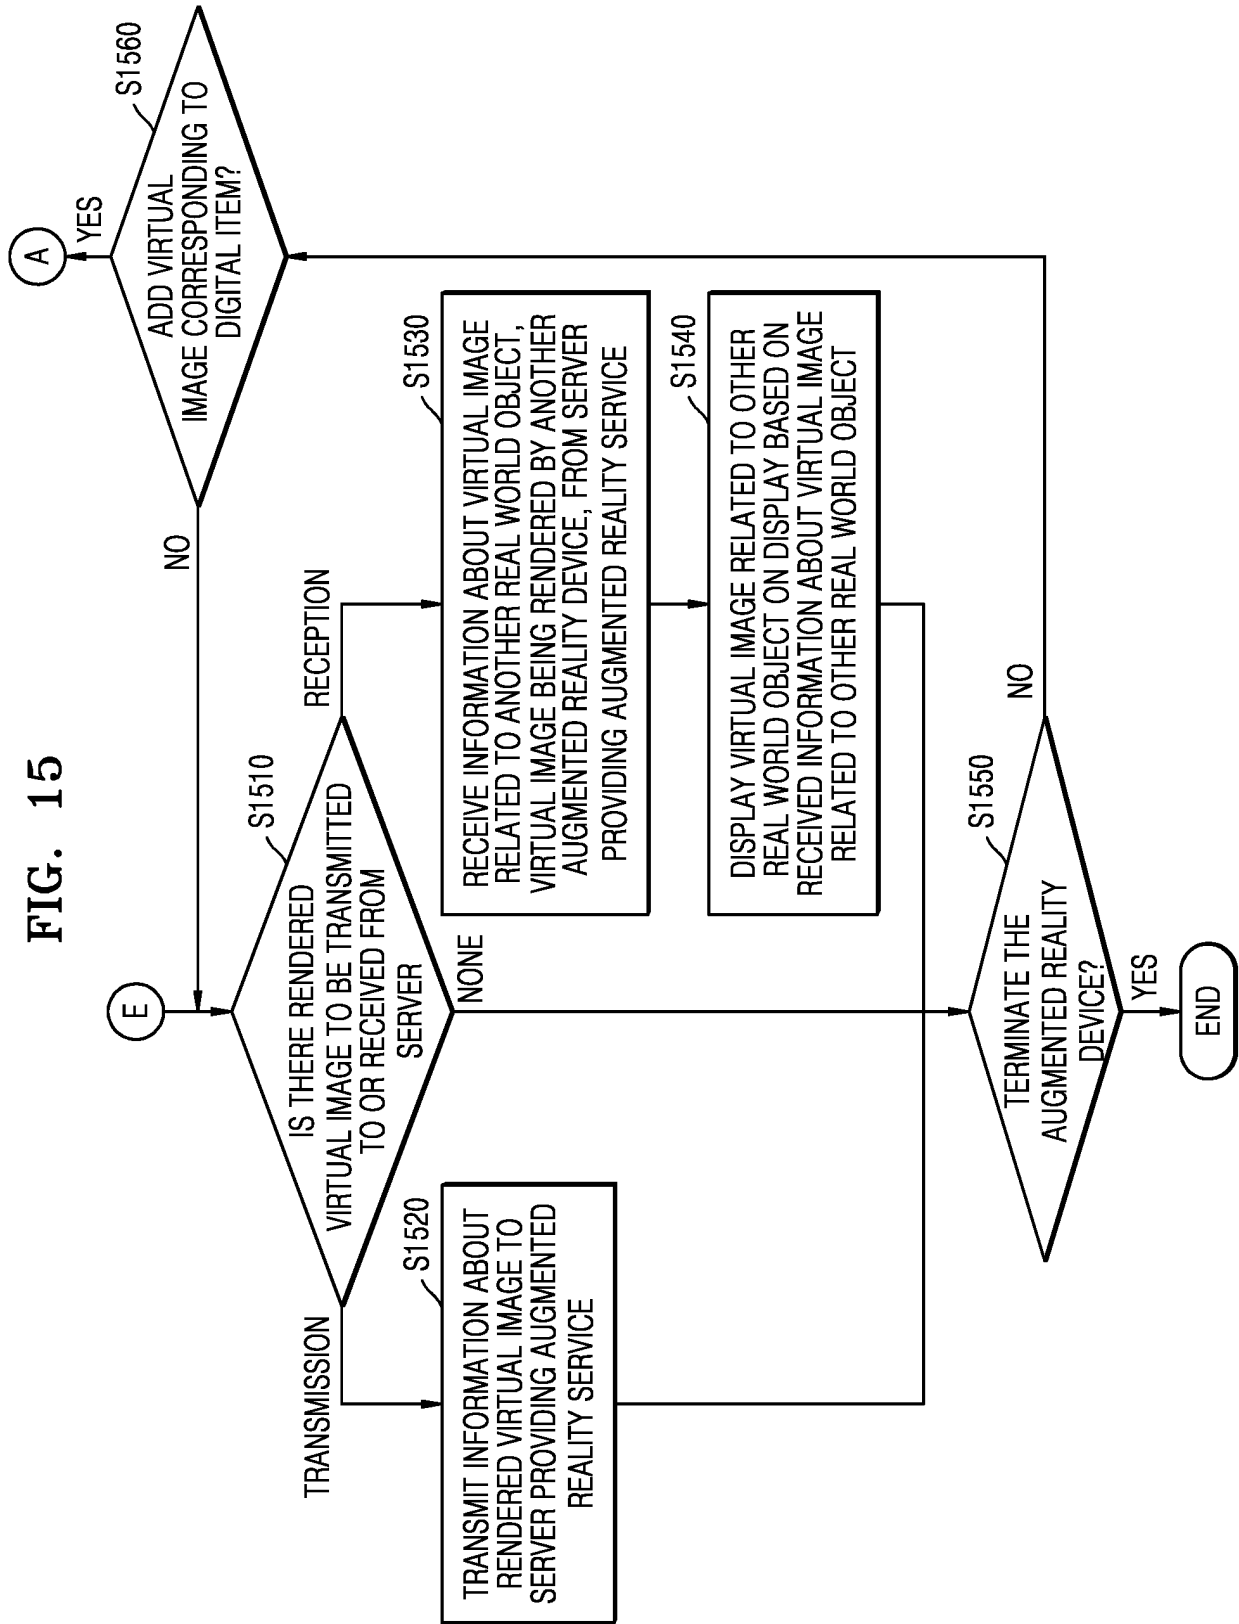 FIG. 15
E
A
YES
S1560
ADD VIRTUAL
IMAGE CORRESPONDING TO
DIGITAL ITEM?
NO
S1510
IS THERE RENDERED
VIRTUAL IMAGE TO BE TRANSMITTED
TO OR RECEIVED FROM
SERVER
TRANSMISSION
NONE
RECEPTION
S1520
TRANSMIT INFORMATION ABOUT
RENDERED VIRTUAL IMAGE TO
SERVER PROVIDING AUGMENTED
REALITY SERVICE
S1530
RECEIVE INFORMATION ABOUT VIRTUAL IMAGE
RELATED TO ANOTHER REAL WORLD OBJECT,
VIRTUAL IMAGE BEING RENDERED BY ANOTHER
AUGMENTED REALITY DEVICE, FROM SERVER
PROVIDING AUGMENTED REALITY SERVICE
S1540
DISPLAY VIRTUAL IMAGE RELATED TO OTHER
REAL WORLD OBJECT ON DISPLAY BASED ON
RECEIVED INFORMATION ABOUT VIRTUAL IMAGE
RELATED TO OTHER REAL WORLD OBJECT
S1550
TERMINATE THE
AUGMENTED REALITY
DEVICE?
NO
YES
END